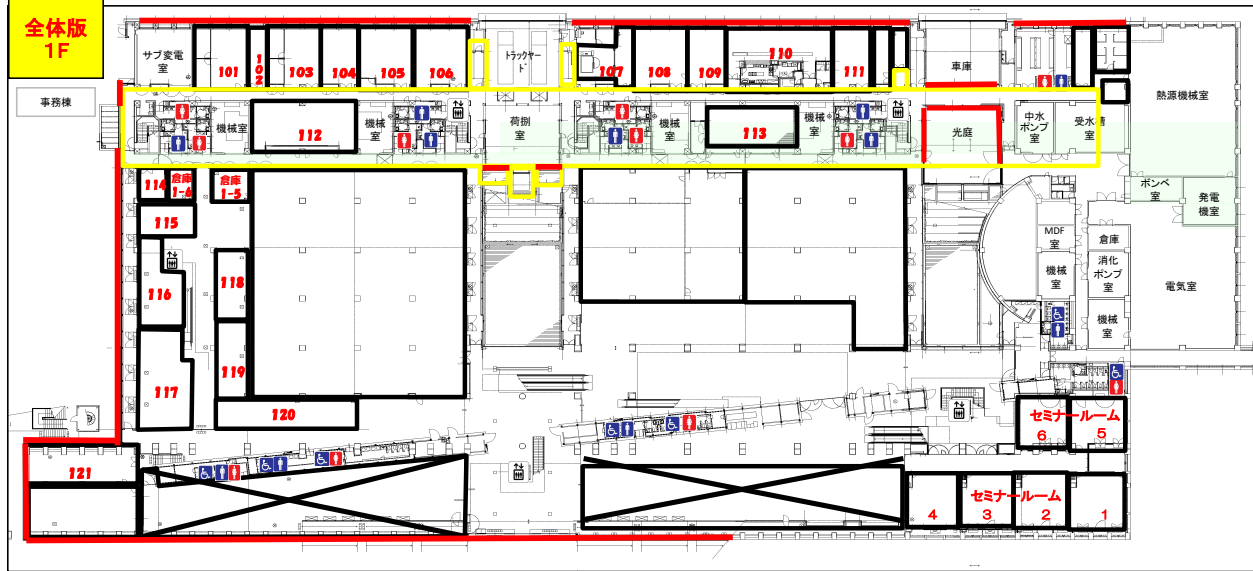 全体版
1F
事務棟
サブ変電
室
101
102
103
104
105
106
トラックヤー
ド
107
108
109
110
111
車庫
熱源機械室
機械室
112
機械
室
荷捌
室
機械
室
113
機械
室
光庭
中水
ポンプ
室
受水槽
室
114
倉庫
1-6
倉庫
1-5
ボンベ
室
発電
機室
115
MDF
室
倉庫
116
118
機械
室
消化
ポンプ
室
電気室
機械
室
117
119
120
セミナールーム
6
5
121
セミナールーム
4
3
2
1